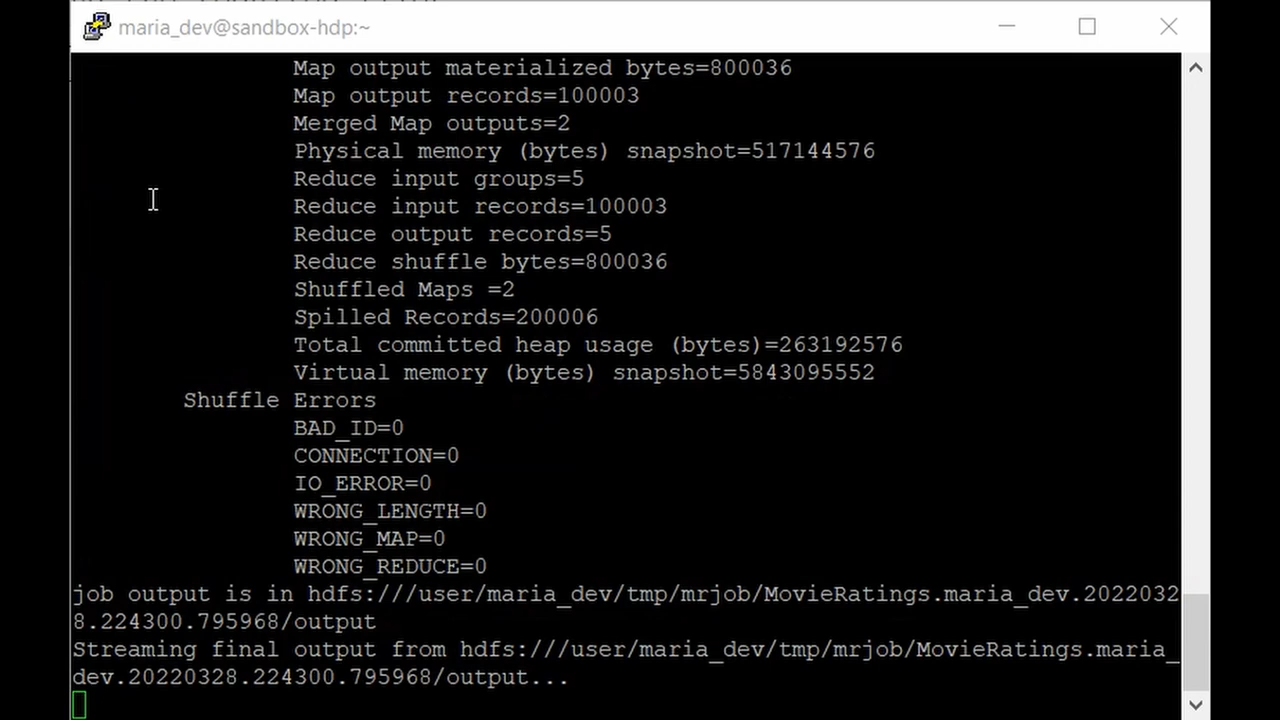 maria_dev@sandbox-hdp:~
Map output materialized bytes=800036
Map output records=100003
Merged Map outputs=2
Physical memory (bytes) snapshot=517144576
Reduce input groups=5
Reduce input records=100003
Reduce output records=5
Reduce shuffle bytes=800036
Shuffled Maps =2
Spilled Records=200006
Total committed heap usage (bytes)=263192576
Virtual memory (bytes) snapshot=5843095552
Shuffle Errors
BAD_ID=0
CONNECTION=0
IO_ERROR=0
WRONG_LENGTH=0
WRONG_MAP=0
WRONG_REDUCE=0
job output is in hdfs:///user/maria_dev/tmp/mrjob/MovieRatings.maria_dev.2022032
8.224300.795968/output
Streaming final output from hdfs:///user/maria_dev/tmp/mrjob/MovieRatings.maria_
dev.20220328.224300.795968/output...